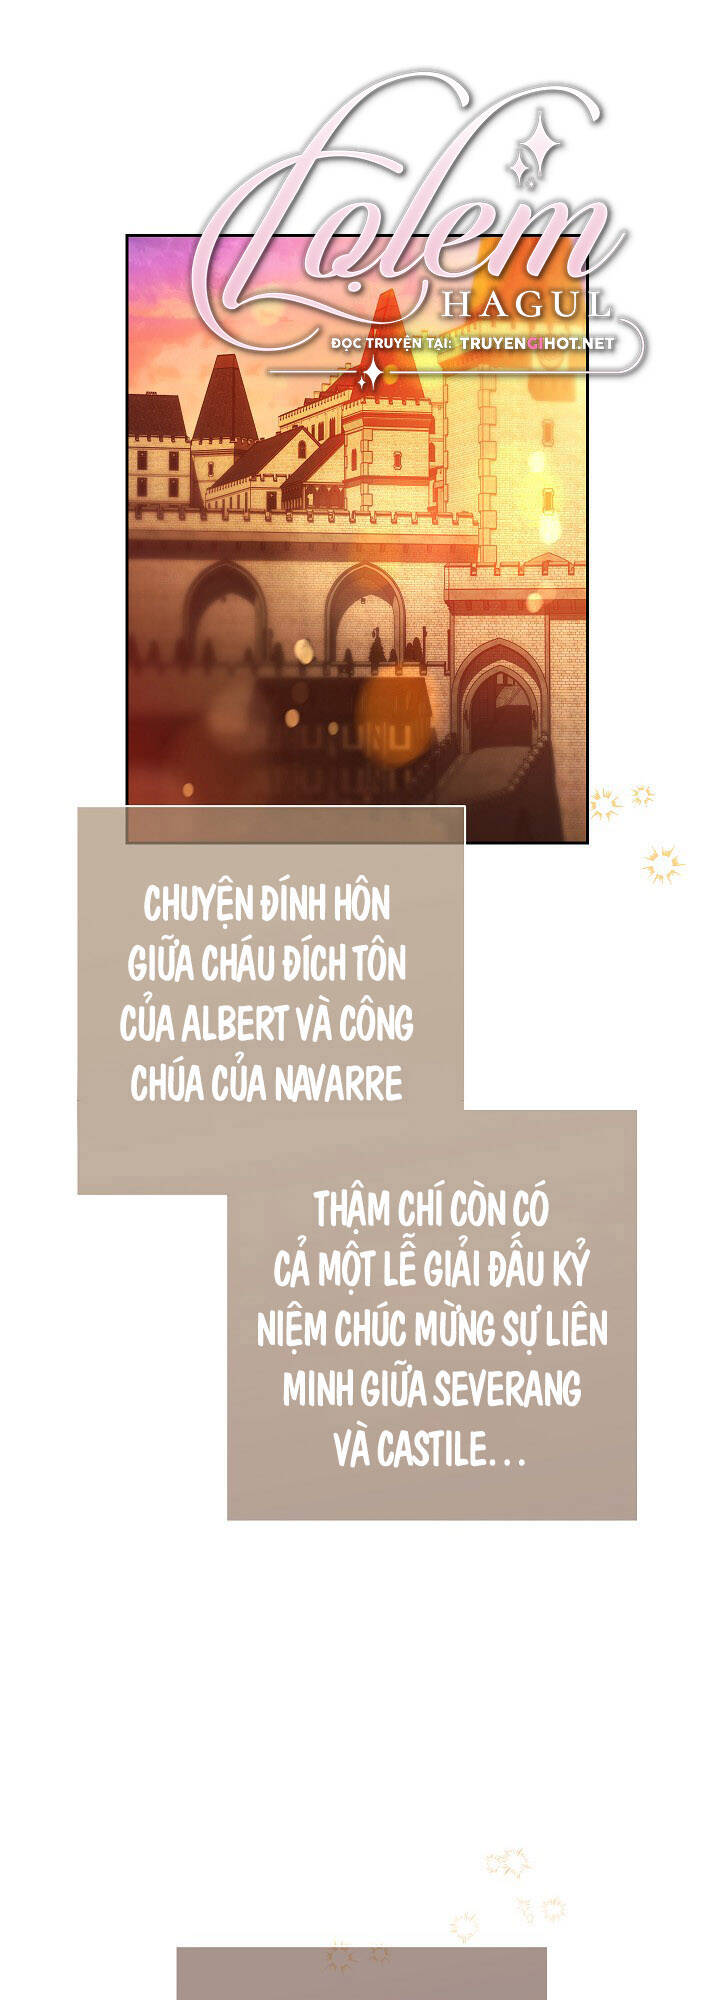 Lọlem
HAGUL
ĐỌC TRUYỆN TẠI: TRUYENGIHOT.NET
CHUYỆN ĐÍNH HÔN
GIỮA CHÁU ĐÍCH TÔN
CỦA ALBERT VÀ CÔNG
CHÚA CỦA NAVARRE
THẬM CHÍ CÒN CÓ
CẢ MỘT LỄ GIẢI ĐẤU KỶ
NIỆM CHÚC MỪNG SỰ LIÊN
MINH GIỮA SEVERANG
VÀ CASTILE...